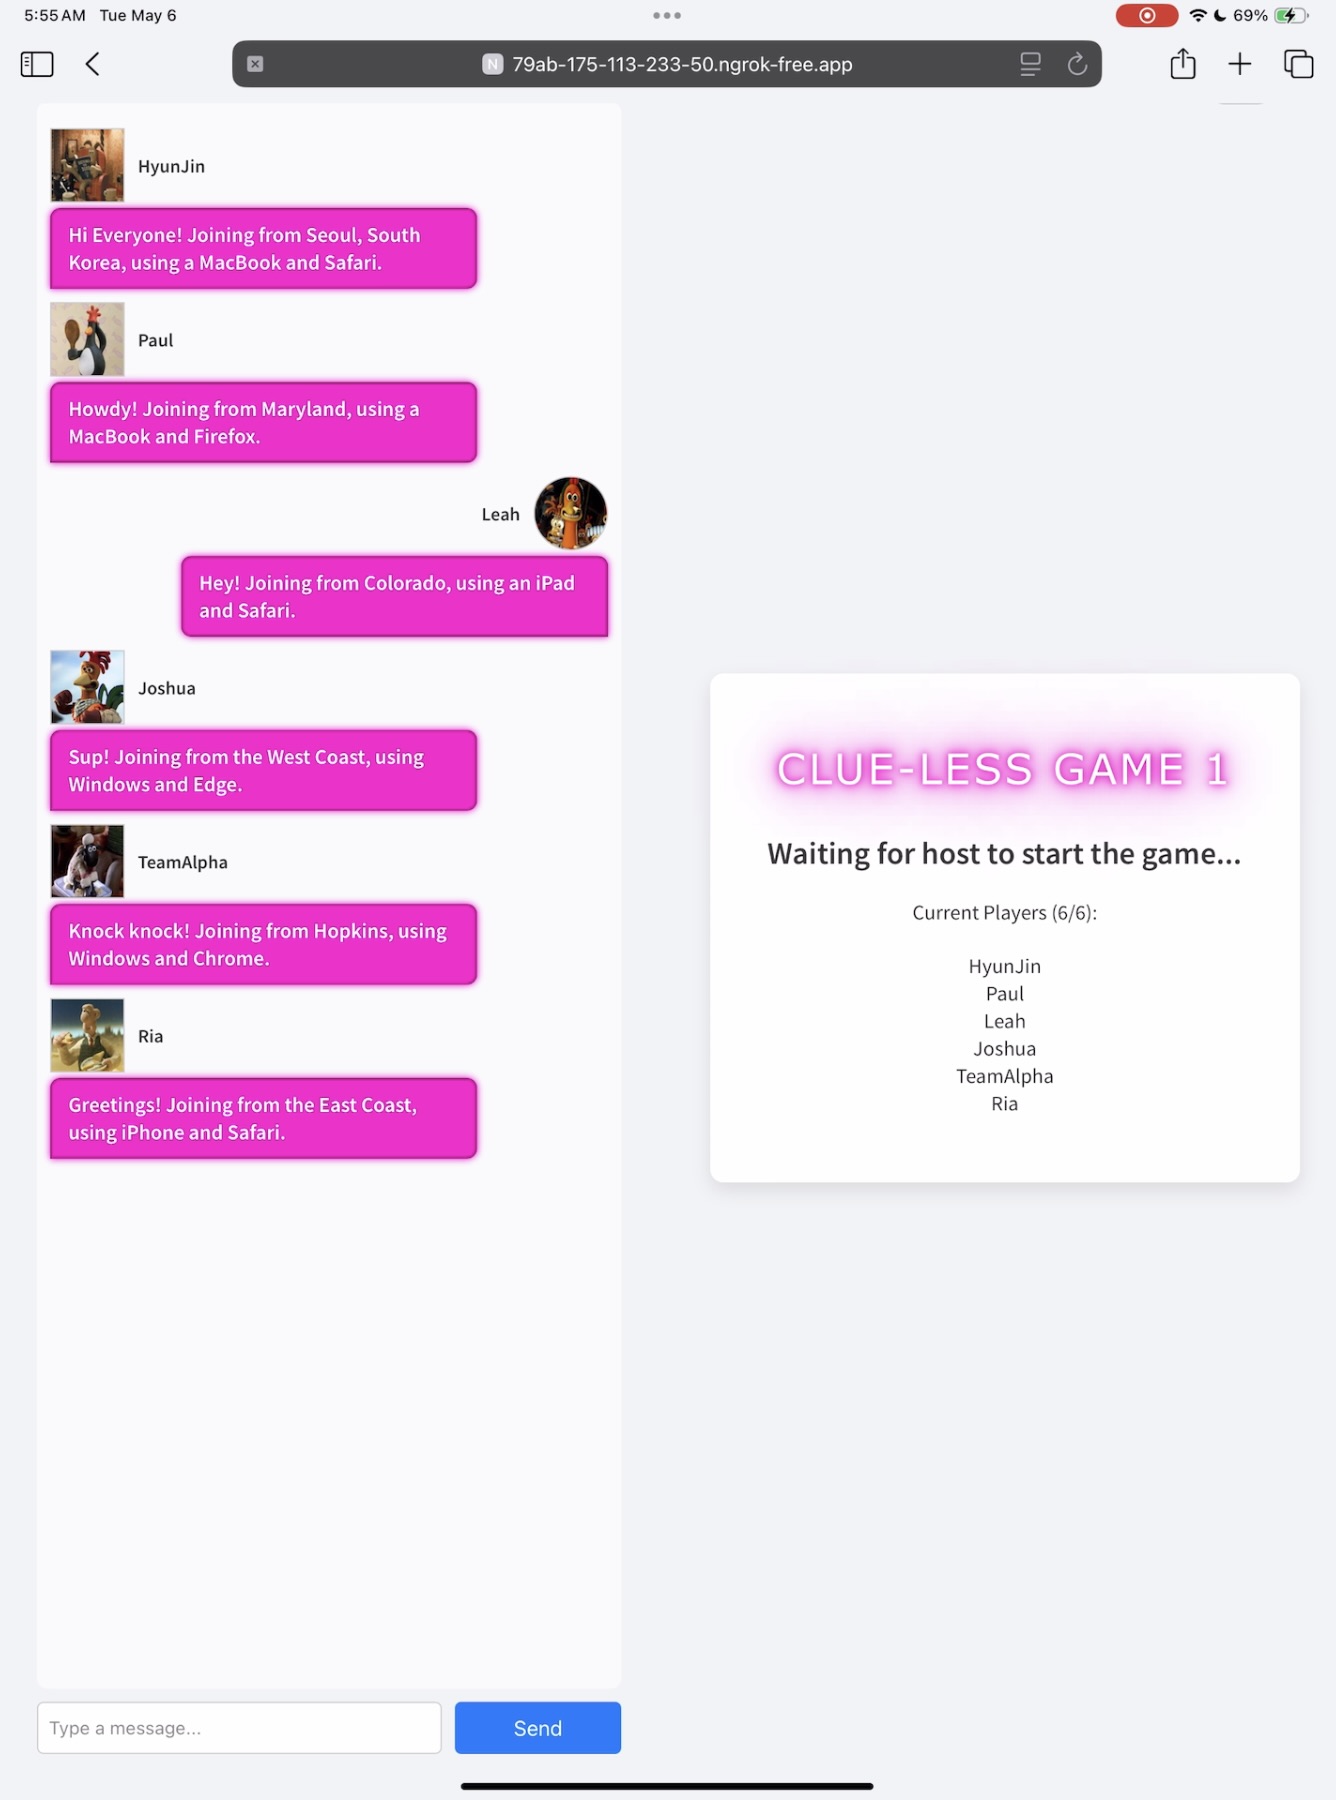 5:55 AM Tue May 6
69%
N 79ab-175-113-233-50.ngrok-free.app
HyunJin
Hi Everyone! Joining from Seoul, South
Korea, using a MacBook and Safari.
Paul
Howdy! Joining from Maryland, using a
MacBook and Firefox.
Leah
Hey! Joining from Colorado, using an iPad
and Safari.
Joshua
Sup! Joining from the West Coast, using
Windows and Edge.
TeamAlpha
Knock knock! Joining from Hopkins, using
Windows and Chrome.
Ria
Greetings! Joining from the East Coast,
using iPhone and Safari.
Type a message...
Send
CLUE-LESS GAME 1
Waiting for host to start the game...
Current Players (6/6):
HyunJin
Paul
Leah
Joshua
TeamAlpha
Ria